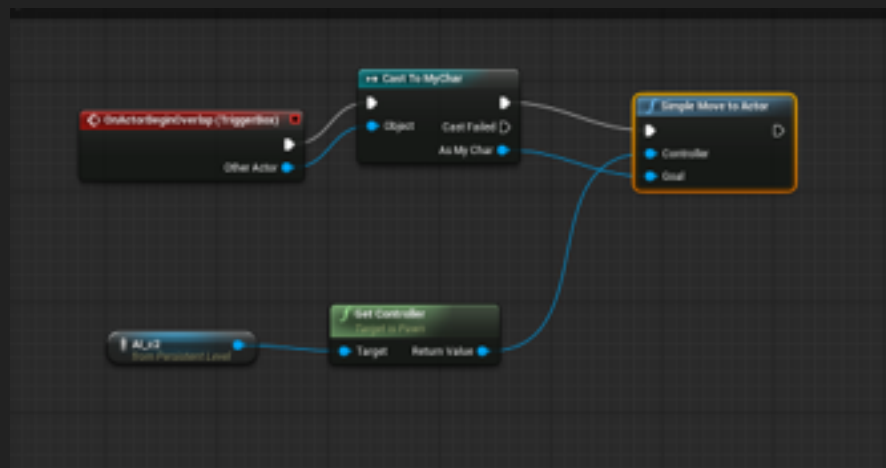 Cast To MyChar
OnActorBeginOverlap (TriggerBox)
Object
Cast Failed
Other Actor
As My Char
Simple Move to Actor
Controller
Goal
Get Controller
Target is Pawn
from Persistent Level
Target
Return Value